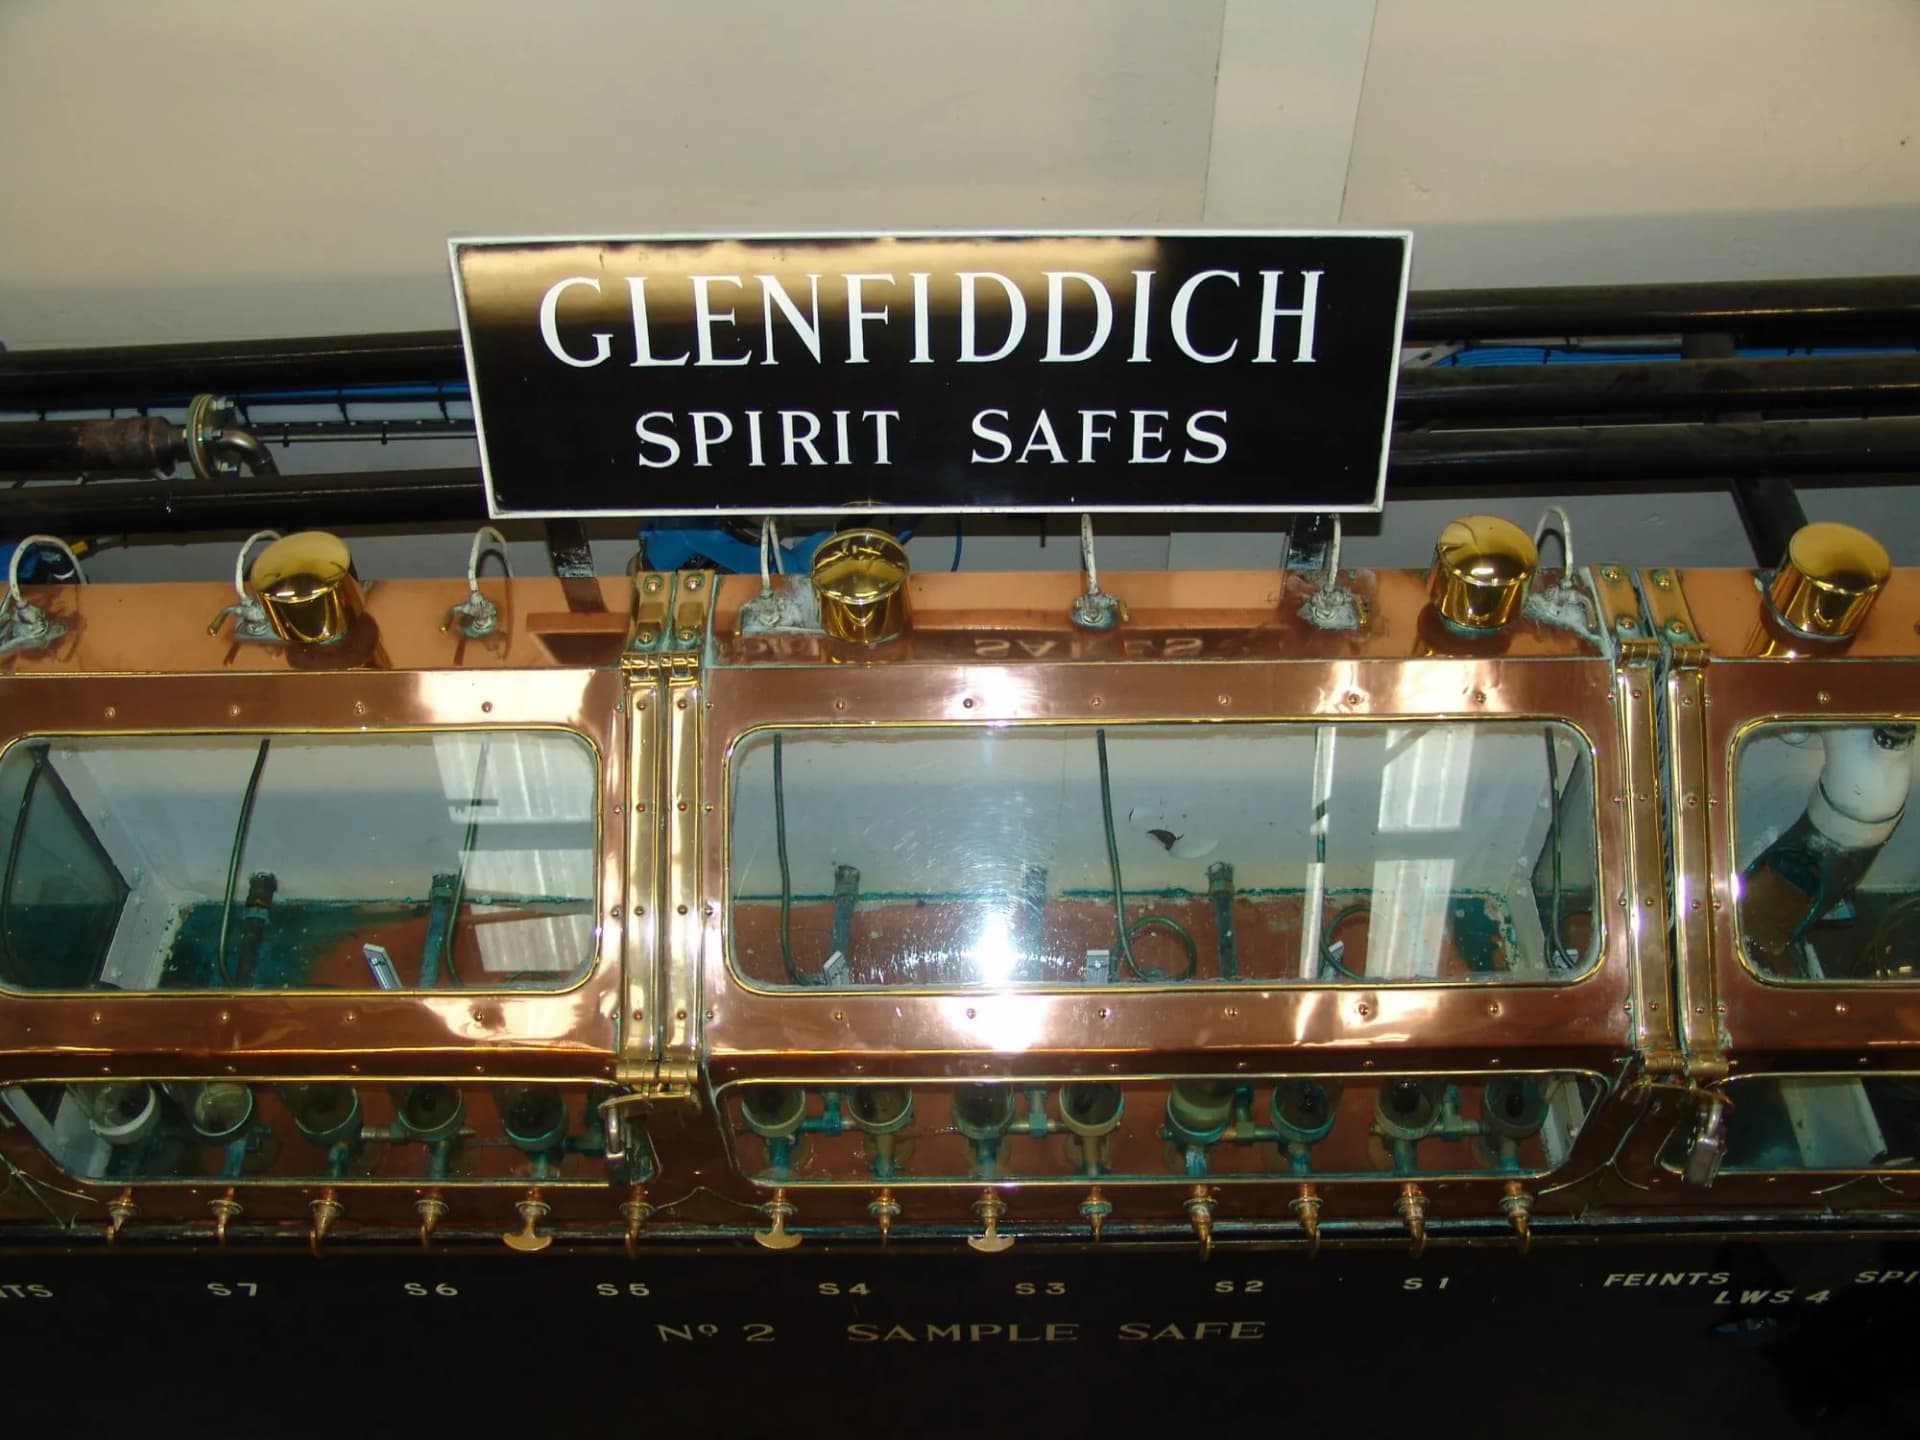 GLENFIDDICH
SPIRIT SAFES
S7 S6 S5 S4 S3 S2 S1 FEINTS
LWS 4
Nº 2 SAMPLE SAFE